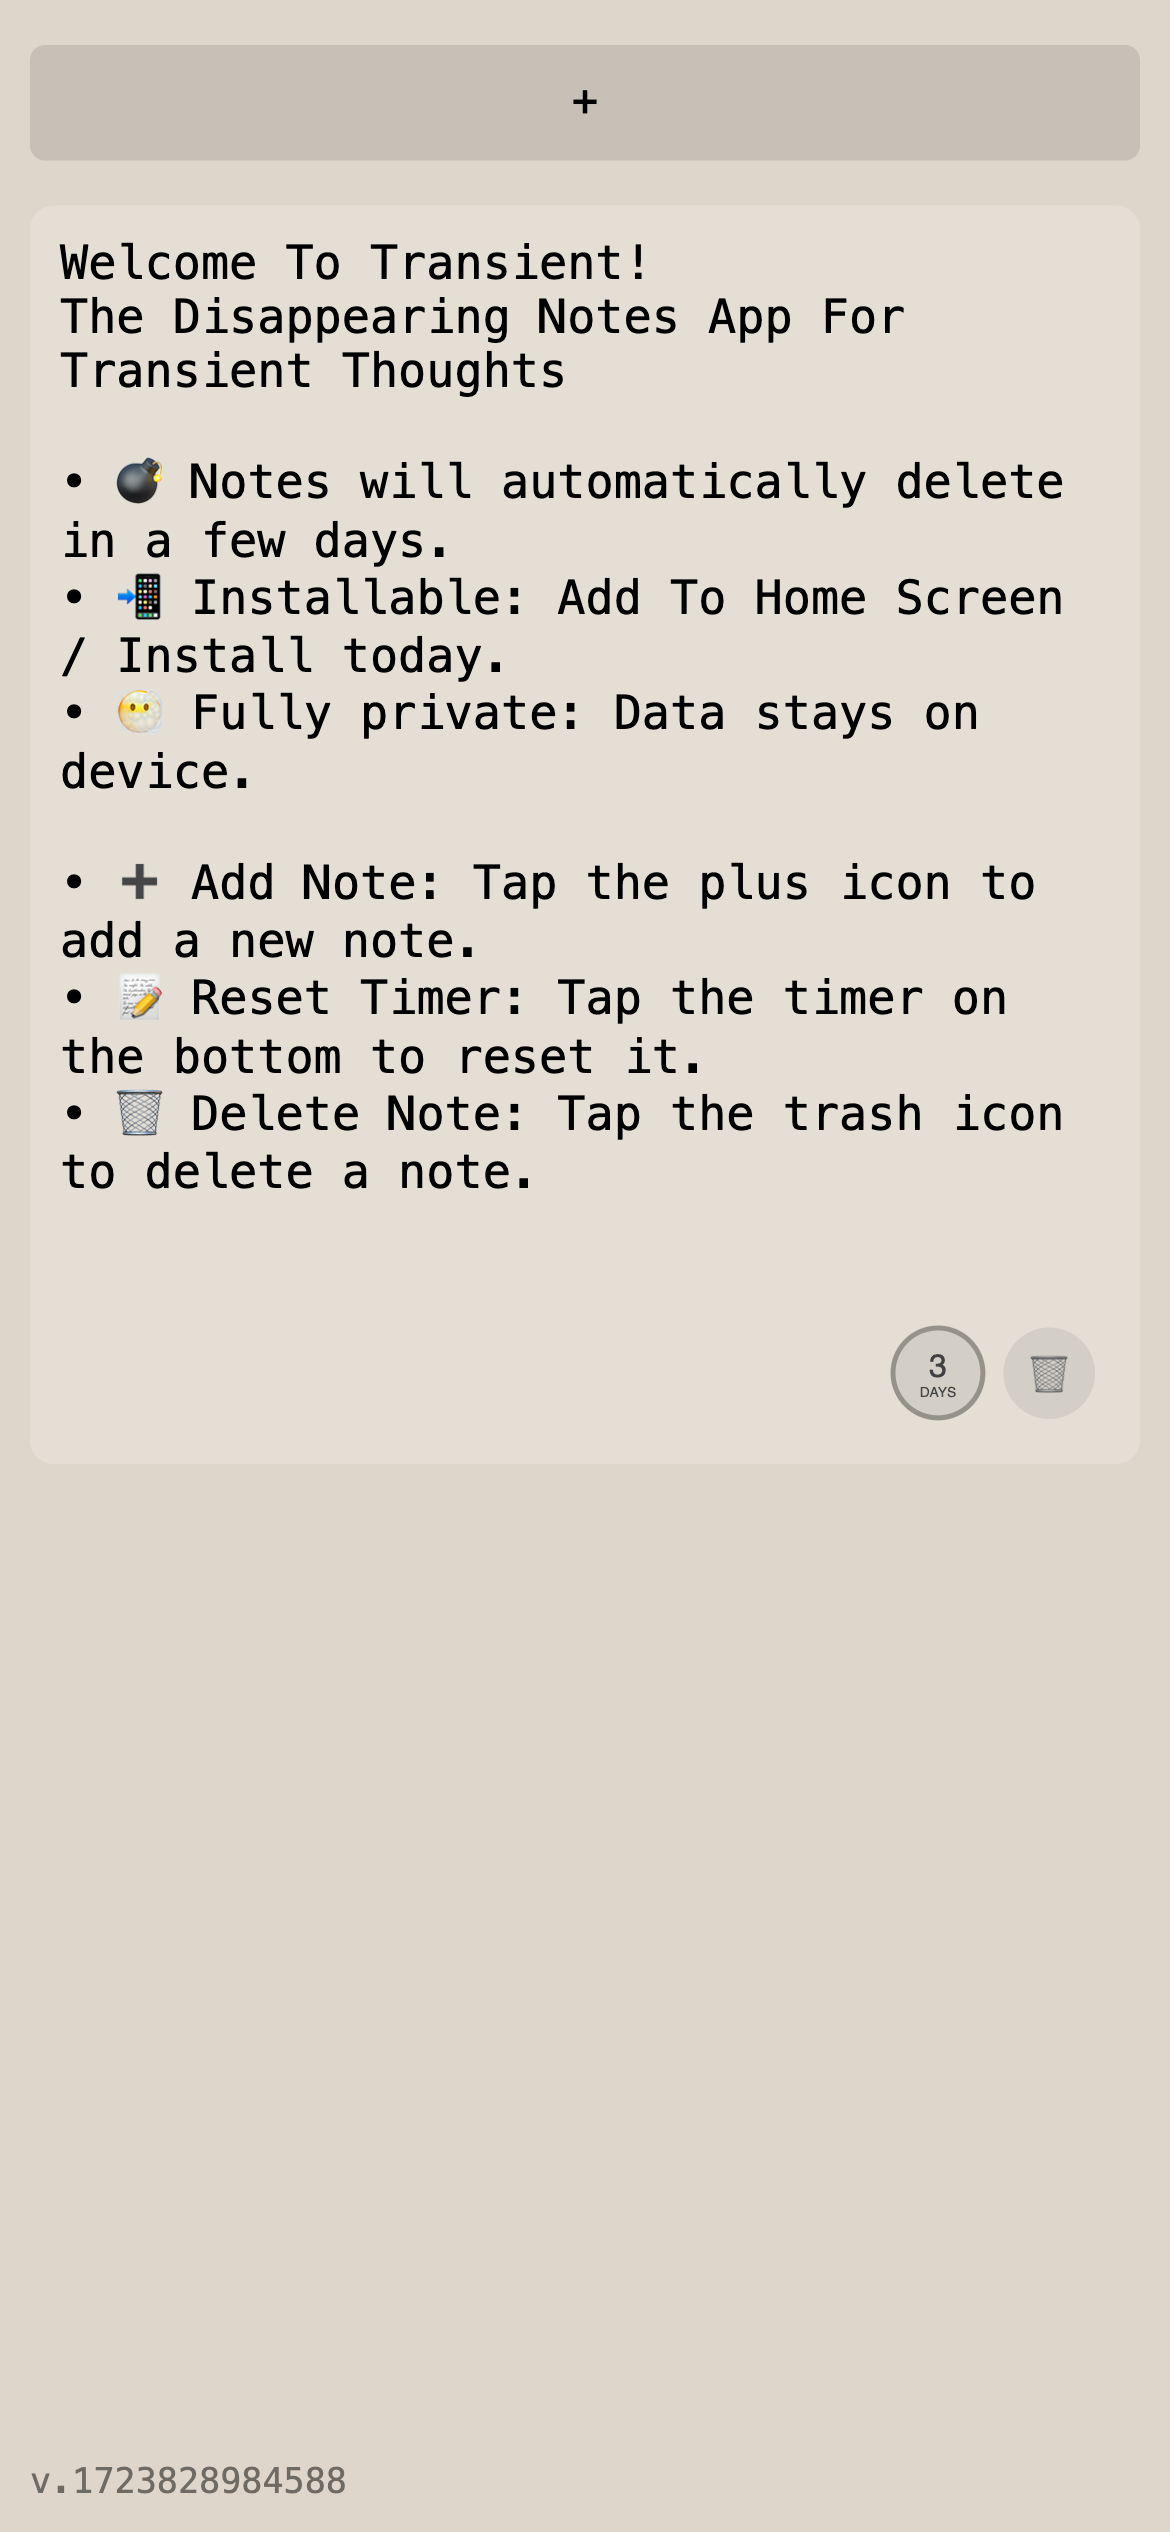 +
Welcome To Transient!
The Disappearing Notes App For
Transient Thoughts
• 💣 Notes will automatically delete
in a few days.
• 📲 Installable: Add To Home Screen
/ Install today.
• 😶‍🌫️ Fully private: Data stays on
device.
• ➕ Add Note: Tap the plus icon to
add a new note.
• 📝 Reset Timer: Tap the timer on
the bottom to reset it.
• 🗑️ Delete Note: Tap the trash icon
to delete a note.
3
DAYS
v.1723828984588